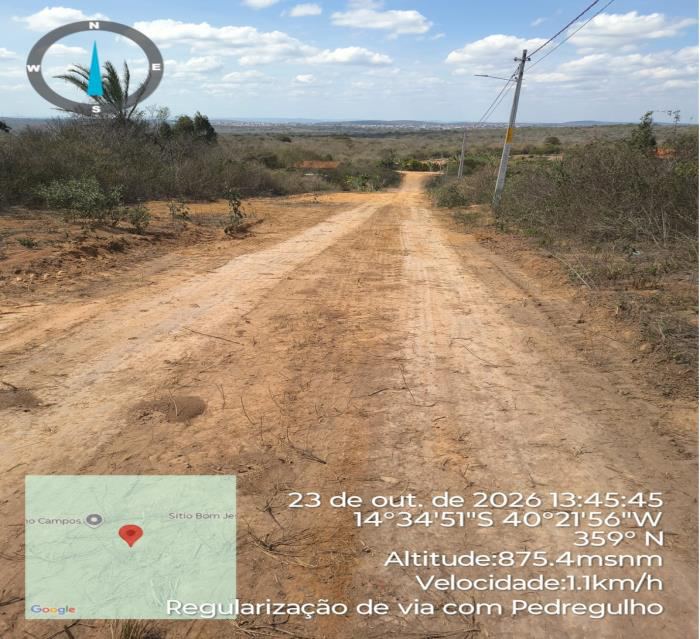 N
W E
S
no Campos
Sítio Bom Je
Google
23 de out. de 2026 13:45:45
14°34'51"S 40°21'56"W
359° N
Altitude:875.4msnm
Velocidade:1.1km/h
Regularização de via com Pedregulho